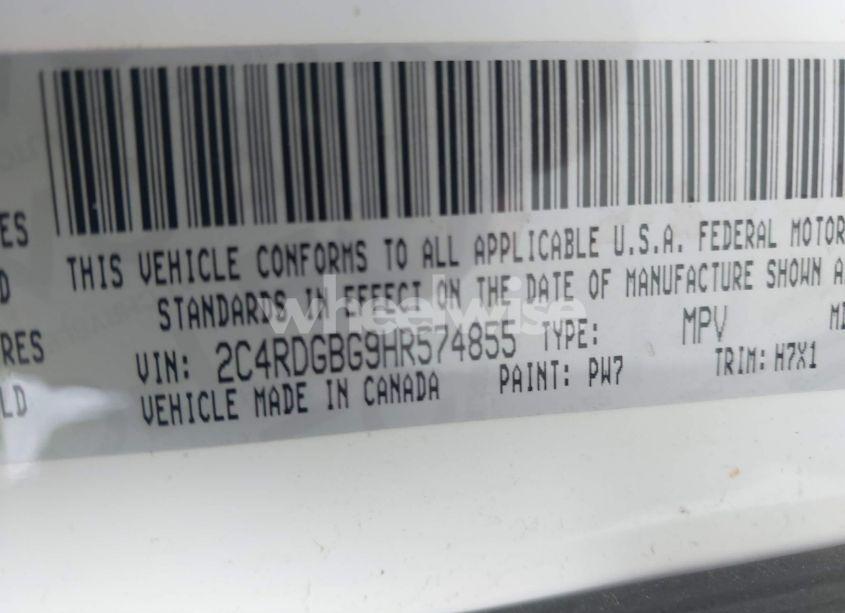 ES
THIS VEHICLE CONFORMS TO ALL APPLICABLE U.S.A. FEDERAL MOTOR
STANDARDS IN EFFECT ON THE DATE OF MANUFACTURE SHOWN A
RES
VIN: 2C4RDGBG9HR574855 TYPE: MPV
LD
VEHICLE MADE IN CANADA PAINT: PW7 TRIM: H7X1
wheelwise